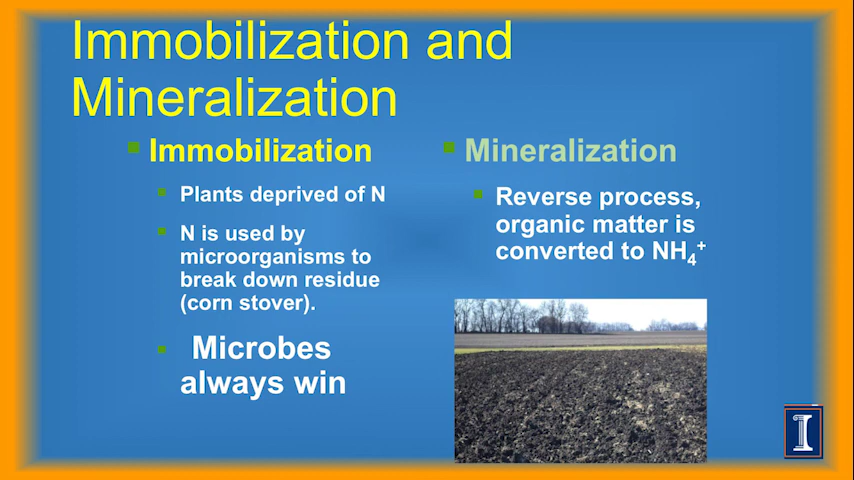 Immobilization and
Mineralization
Immobilization
Plants deprived of N
N is used by
microorganisms to
break down residue
(corn stover).
Microbes
always win
Mineralization
Reverse process,
organic matter is
converted to NH₄⁺
I